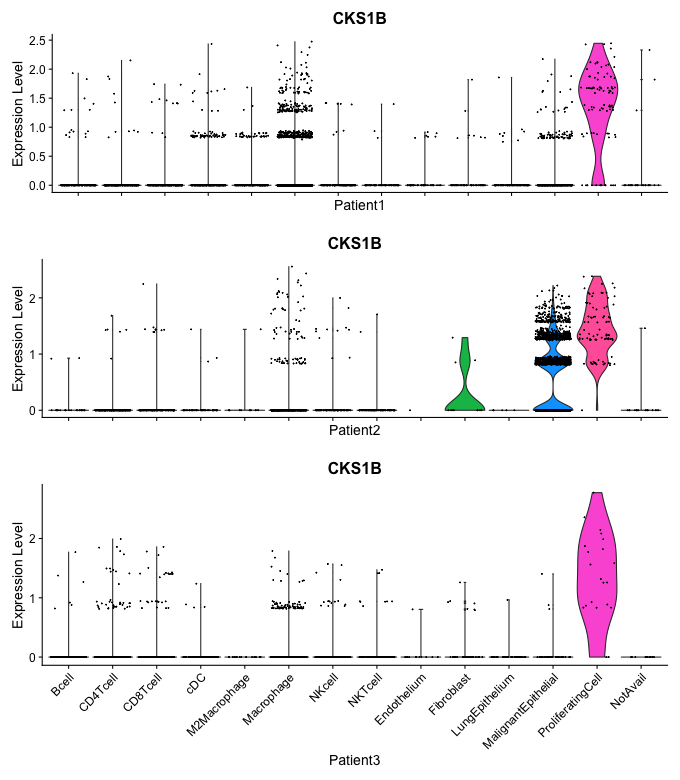 CKS1B
Expression Level
2.5
2.0
1.5
1.0
0.5
0.0
Patient1
CKS1B
Expression Level
2
1
0
Patient2
CKS1B
Expression Level
2
1
0
Bcell
CD4Tcell
CD8Tcell
cDC
M2Macrophage
Macrophage
NKcell
NKTcell
Endothelium
Fibroblast
LungEpithelium
MalignantEpithelial
ProliferatingCell
NotAvail
Patient3